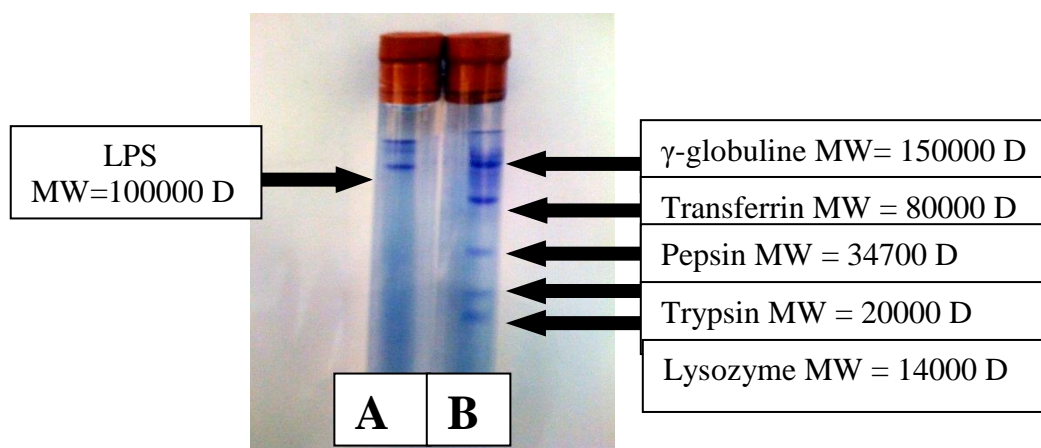 LPS
MW=100000 D
γ-globuline MW= 150000 D
Transferrin MW = 80000 D
Pepsin MW = 34700 D
Trypsin MW = 20000 D
Lysozyme MW = 14000 D
A
B